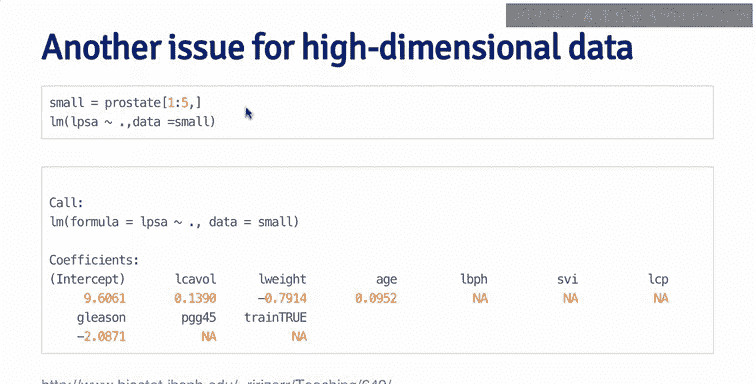 Another issue for high-dimensional data
small = prostate[1:5,]
lm(lpsa ~ .,data =small)
Call:
lm(formula = lpsa ~ ., data = small)
Coefficients:
(Intercept) lcavol lweight age lbph svi lcp
9.6061 0.1390 -0.7914 0.0952 NA NA NA
gleason pgg45 trainTRUE
-2.0871 NA NA